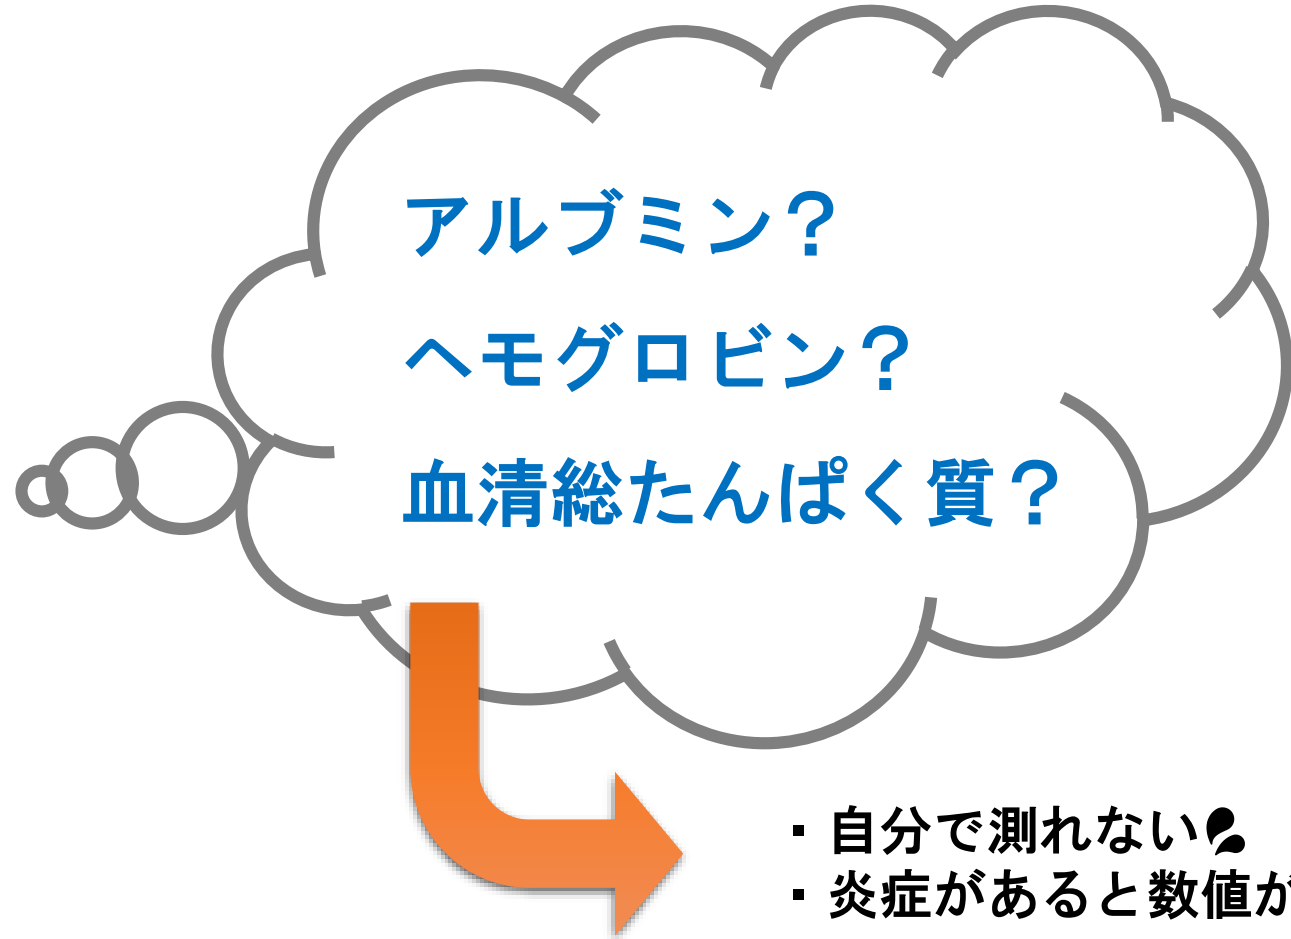 アルブミン？
ヘモグロビン？
血清総たんぱく質？
・自分で測れない💦
・炎症があると数値が